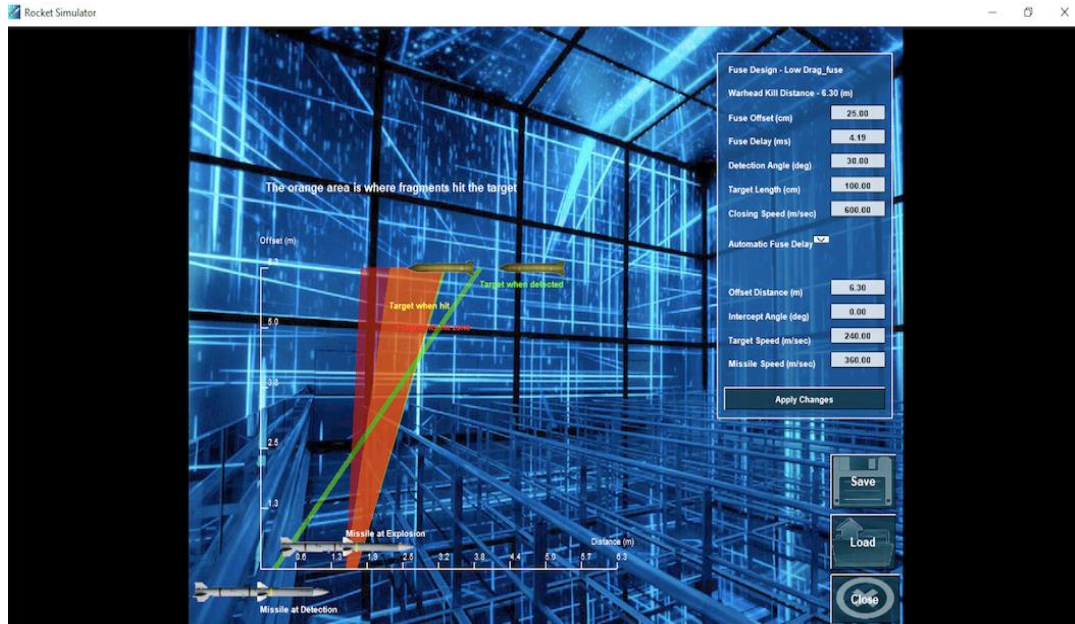 Rocket Simulator
Fuse Design - Low Drag_fuse
Warhead Kill Distance - 6.30 (m)
Fuse Offset (cm) 25.00
Fuse Delay (ms) 4.19
Detection Angle (deg) 30.00
Target Length (cm) 100.00
Closing Speed (m/sec) 600.00
Automatic Fuse Delay
Offset Distance (m) 6.30
Intercept Angle (deg) 0.00
Target Speed (m/sec) 240.00
Missile Speed (m/sec) 360.00
Apply Changes
The orange area is where fragments hit the target
Offset (m)
6.3
Target when detected
Target when hit
5.0
3.8
2.5
1.3
Missile at Explosion
Distance (m)
0.6 1.3 1.9 2.5 3.2 3.8 4.4 5.0 5.7 6.3
Missile at Detection
Save
Load
Close